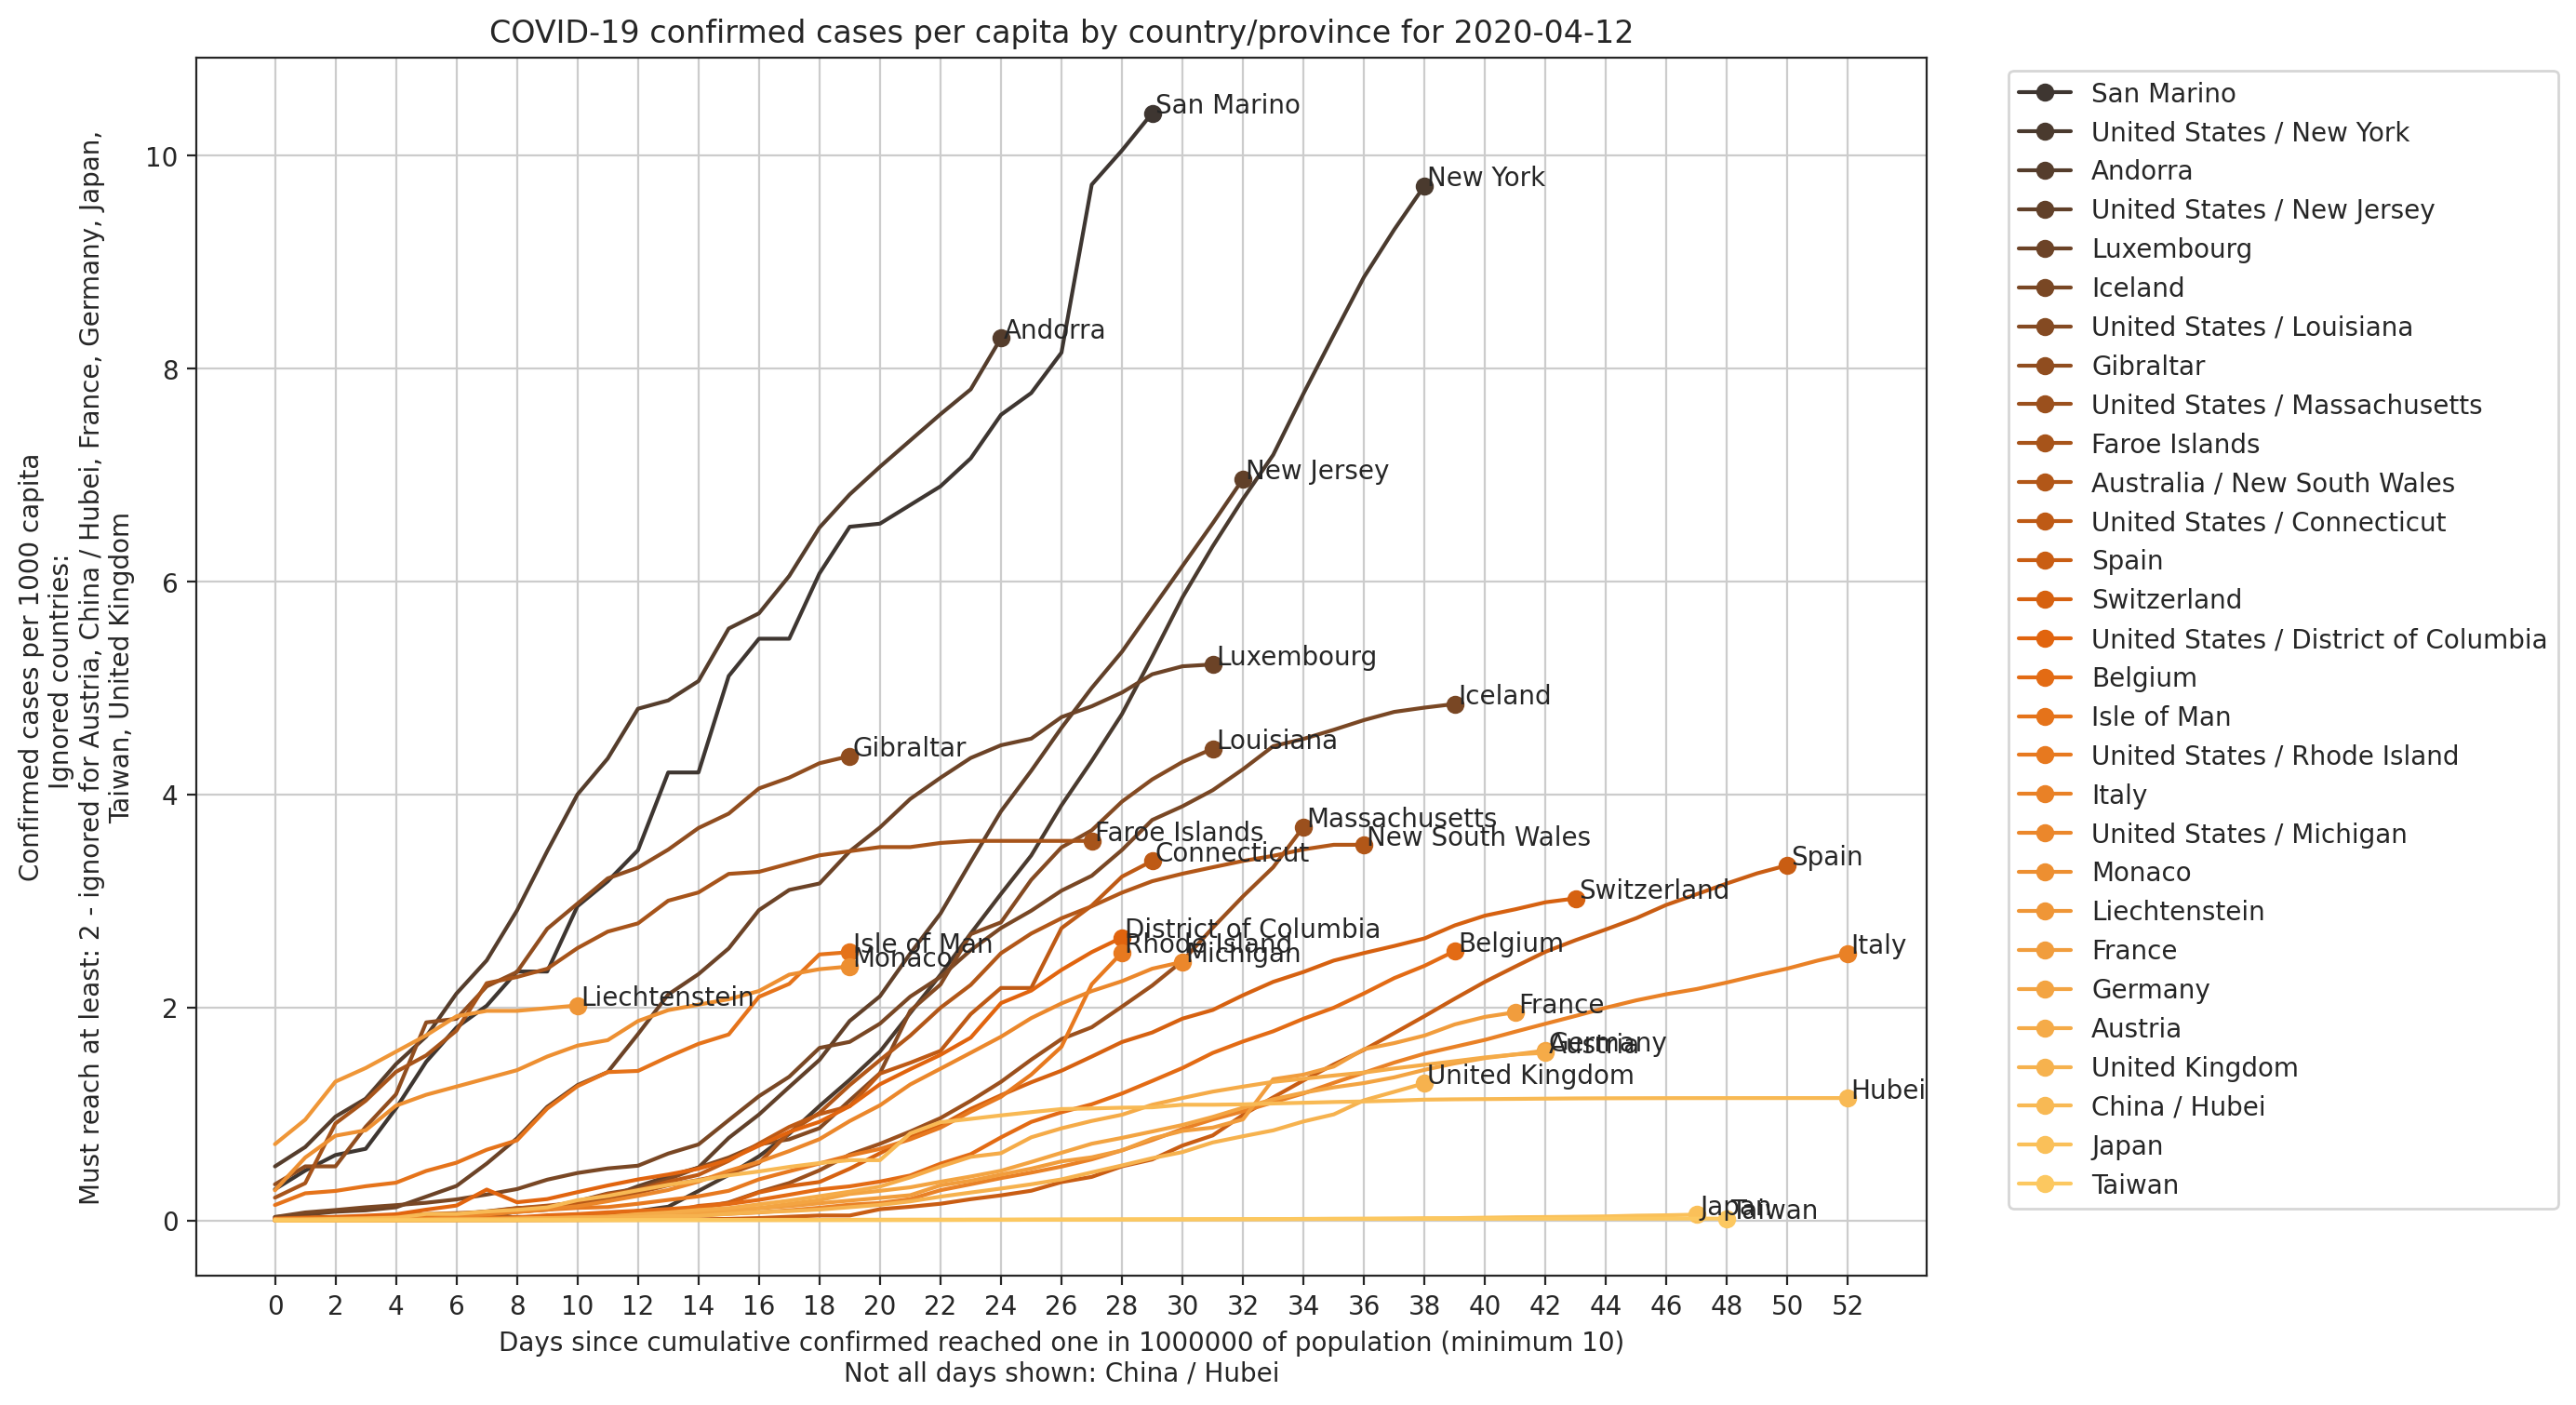 COVID-19 confirmed cases per capita by country/province for 2020-04-12
Confirmed cases per 1000 capita
Ignored countries:
Must reach at least: 2 - ignored for Austria, China / Hubei, France, Germany, Japan,
Taiwan, United Kingdom
10
8
6
4
2
0
San Marino
New York
Andorra
New Jersey
Luxembourg
Iceland
Louisiana
Gibraltar
Massachusetts
Faroe Islands
New South Wales
Connecticut
Spain
Switzerland
District of Columbia
Isle of Man
Rhode Island
Belgium
Italy
Michigan
Monaco
Liechtenstein
France
Germany
Austria
United Kingdom
Hubei
Japan
Taiwan
0 2 4 6 8 10 12 14 16 18 20 22 24 26 28 30 32 34 36 38 40 42 44 46 48 50 52
Days since cumulative confirmed reached one in 1000000 of population (minimum 10)
Not all days shown: China / Hubei
San Marino
United States / New York
Andorra
United States / New Jersey
Luxembourg
Iceland
United States / Louisiana
Gibraltar
United States / Massachusetts
Faroe Islands
Australia / New South Wales
United States / Connecticut
Spain
Switzerland
United States / District of Columbia
Belgium
Isle of Man
United States / Rhode Island
Italy
United States / Michigan
Monaco
Liechtenstein
France
Germany
Austria
United Kingdom
China / Hubei
Japan
Taiwan